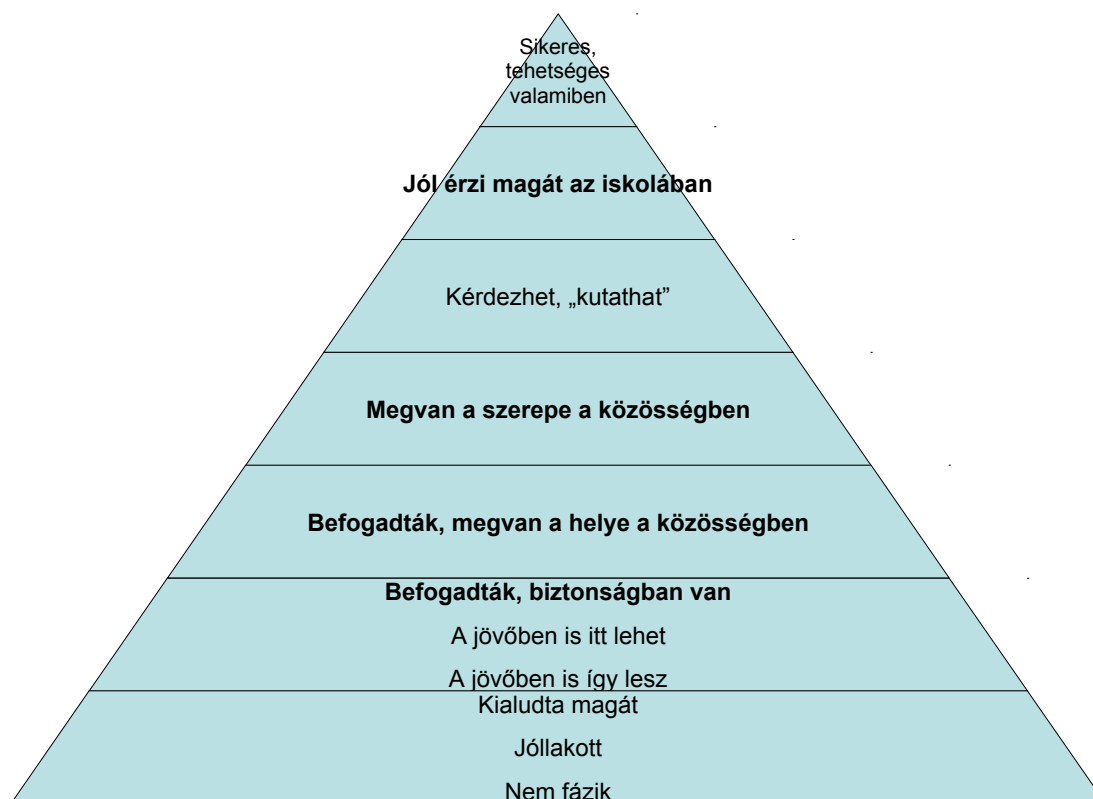 Sikeres,
tehetséges
valamiben
Jól érzi magát az iskolában
Kérdezhet, „kutathat”
Megvan a szerepe a közösségben
Befogadták, megvan a helye a közösségben
Befogadták, biztonságban van
A jövőben is itt lehet
A jövőben is így lesz
Kialudta magát
Jóllakott
Nem fázik